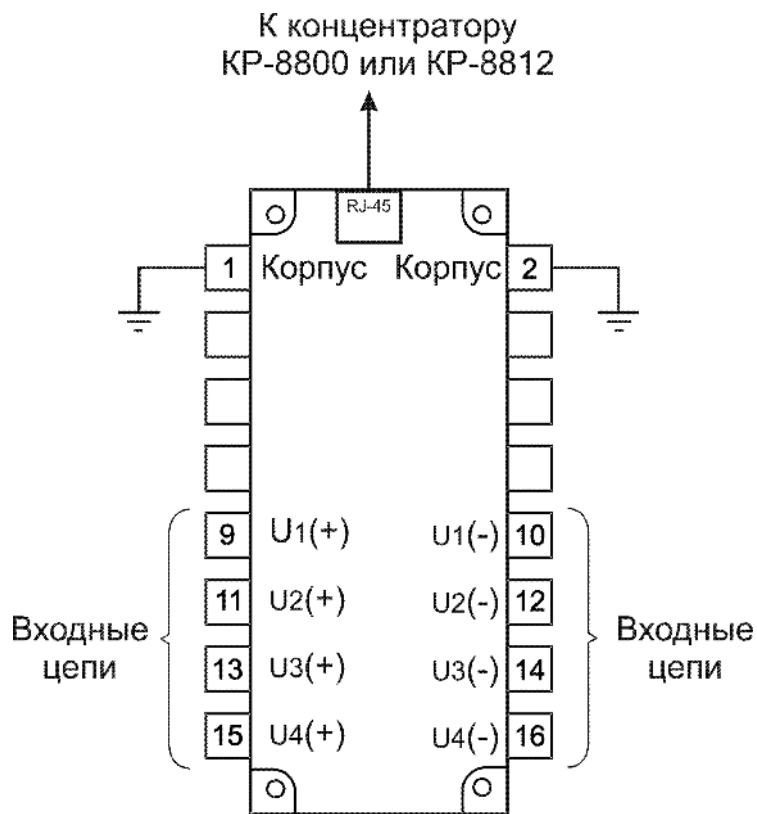 К концентратору
КР-8800 или КР-8812
RJ-45
1 Корпус Корпус 2
9 U1(+) U1(-) 10
11 U2(+) U2(-) 12
Входные цепи
13 U3(+) U3(-) 14
Входные цепи
15 U4(+) U4(-) 16